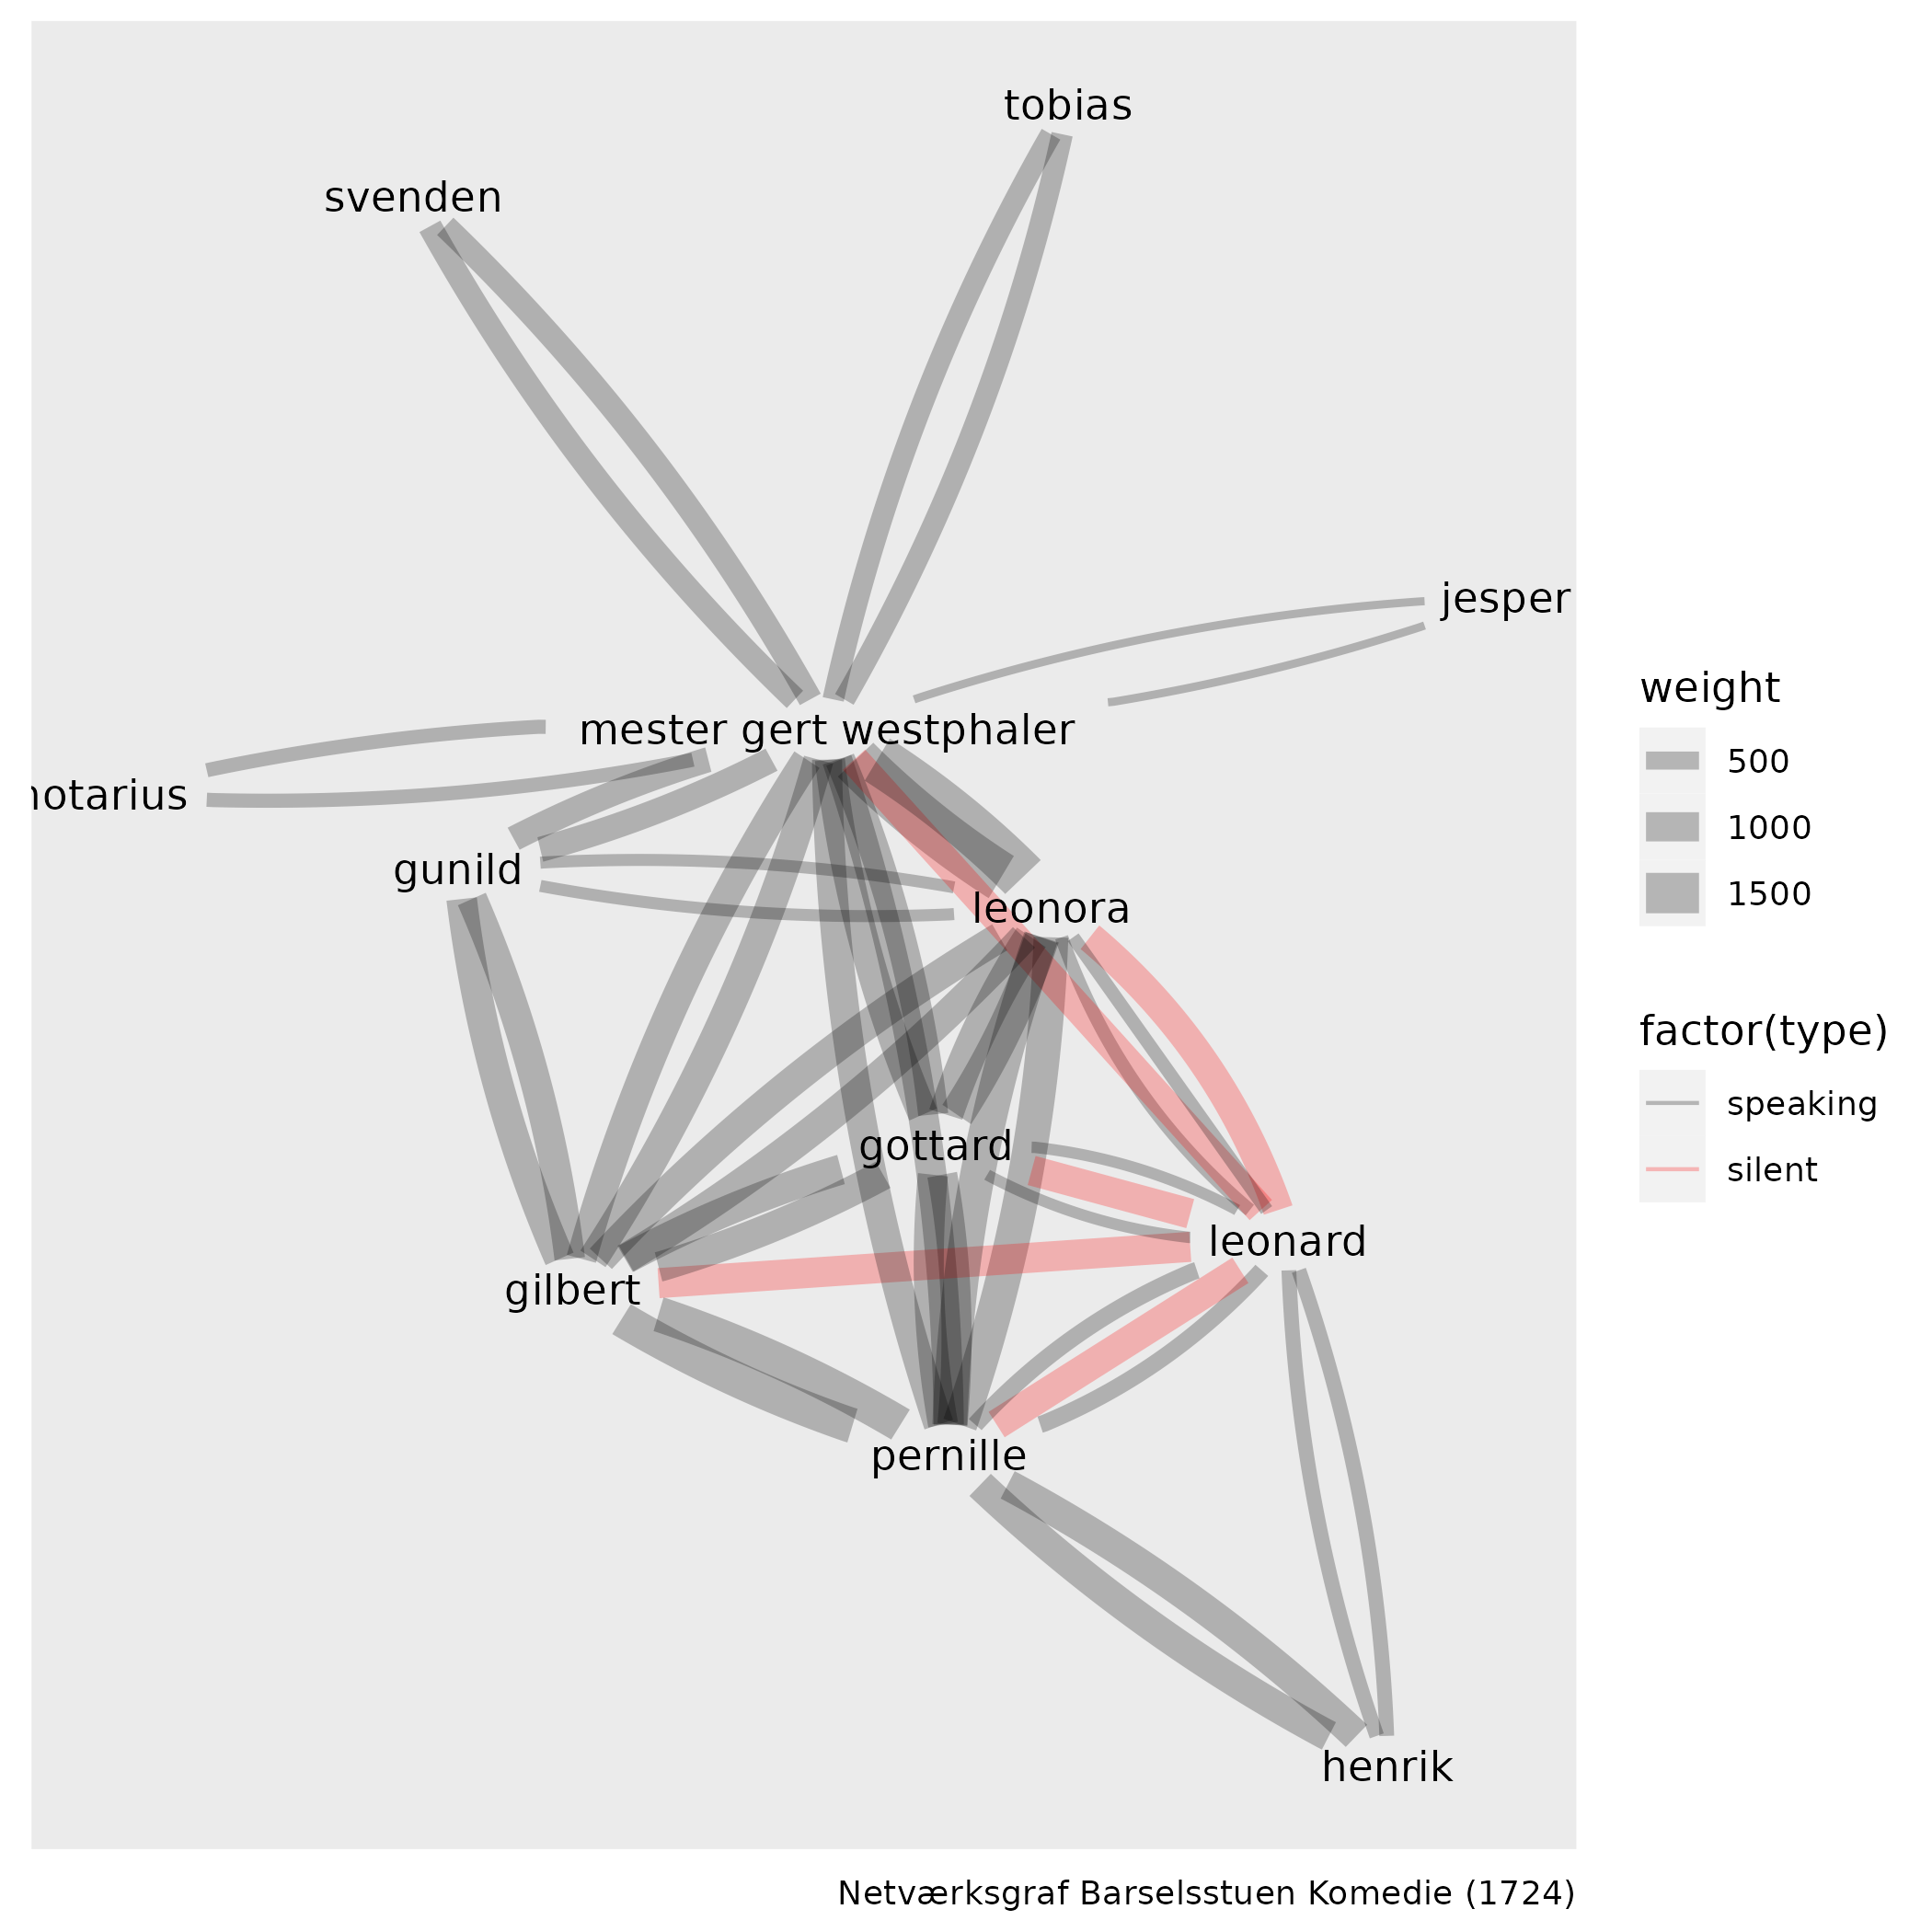 tobias
svenden
jesper
mester gert westphaler
notarius
gunild
leonora
gottard
leonard
gilbert
pernille
henrik
weight
500
1000
1500
factor(type)
speaking
silent
Netværksgraf Barselsstuen Komedie (1724)